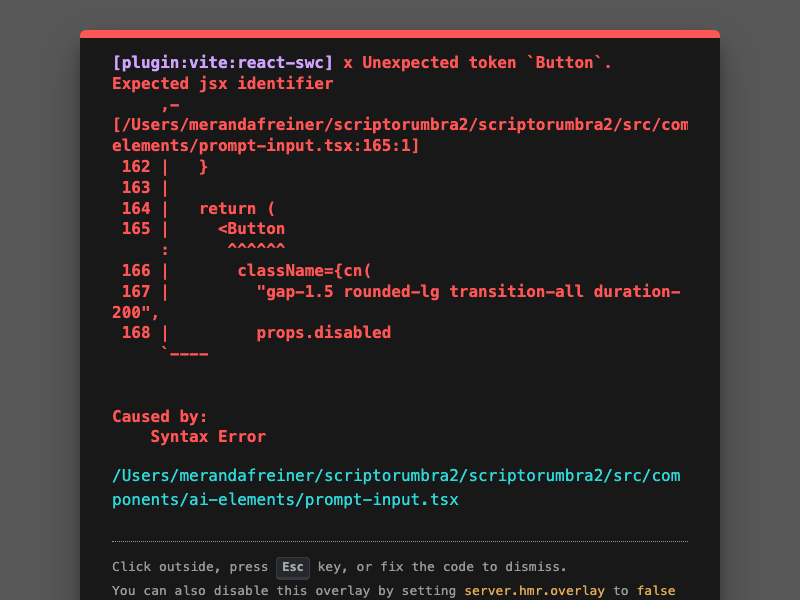 [plugin:vite:react-swc] x Unexpected token `Button`.
Expected jsx identifier
     ,-
[/Users/merandafreiner/scriptorumbra2/scriptorumbra2/src/com
elements/prompt-input.tsx:165:1]
 162 |   }
 163 |
 164 |   return (
 165 |     <Button
     :      ^^^^^^
 166 |       className={cn(
 167 |         "gap-1.5 rounded-lg transition-all duration-
200",
 168 |         props.disabled
     `----
Caused by:
    Syntax Error
/Users/merandafreiner/scriptorumbra2/scriptorumbra2/src/com
ponents/ai-elements/prompt-input.tsx
Click outside, press Esc key, or fix the code to dismiss.
You can also disable this overlay by setting server.hmr.overlay to false